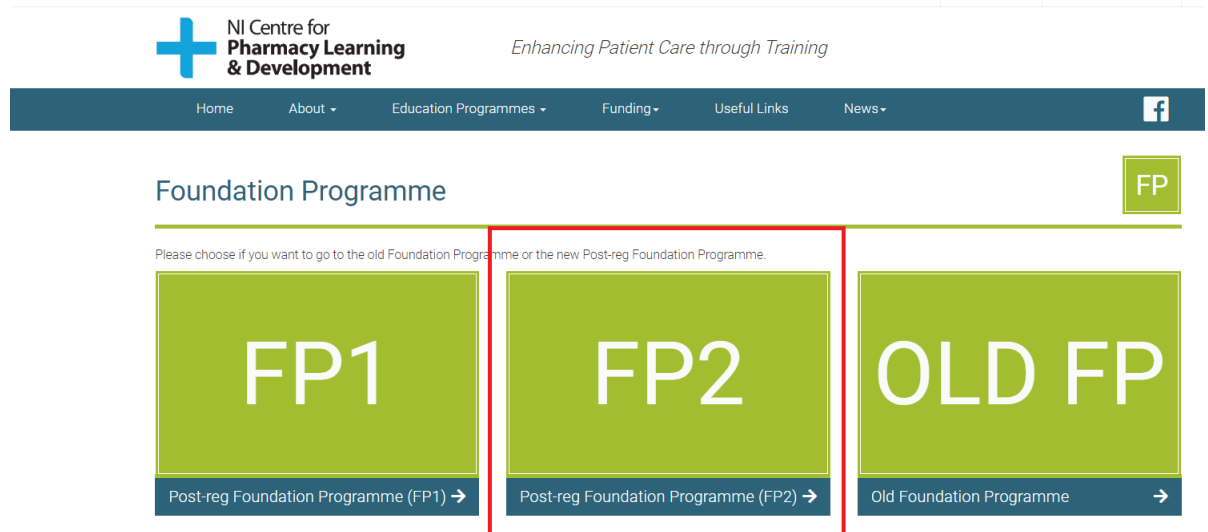 NI Centre for
Pharmacy Learning
& Development
Enhancing Patient Care through Training
Home About Education Programmes Funding Useful Links News
f
Foundation Programme
FP
Please choose if you want to go to the old Foundation Programme or the new Post-reg Foundation Programme.
FP1 FP2 OLD FP
Post-reg Foundation Programme (FP1) → Post-reg Foundation Programme (FP2) → Old Foundation Programme →